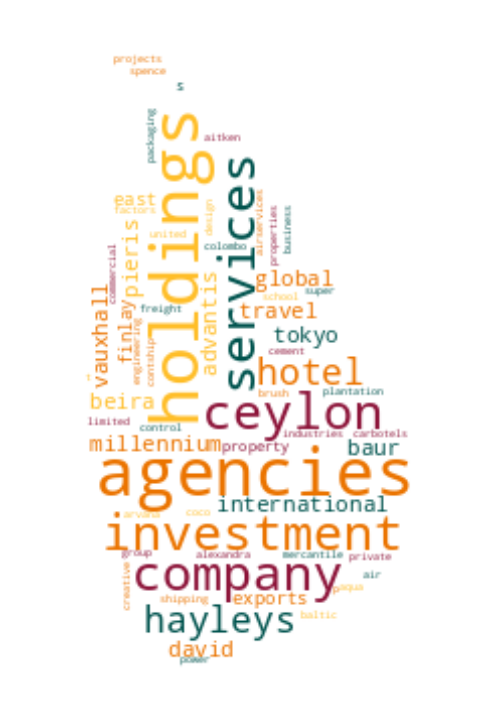 projects
spence
s
packaging
aitken
holdings
services
east
factors
design
airservices
properties
business
united
pieris
colombo
commercial
advantis
global
super
school
vauxhall
finlay
freight
travel
engineering
contship
tokyo
cement
hotel
brush
plantation
beira
ceylon
limited
control
industries
carbotels
millennium
property
baur
agencies
international
aryana
coco
investment
group
alexandra
mercantile
private
company
air
creative
p
aqua
shipping
exports
hayleys
baltic
david
power